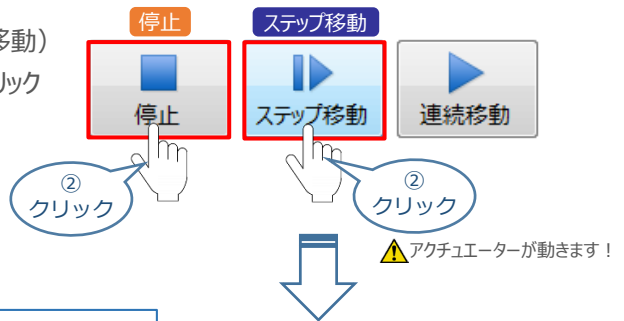 停止 ステップ移動
移動）
リック
停止 ステップ移動 連続移動
②
クリック
②
クリック
アクチュエーターが動きます！